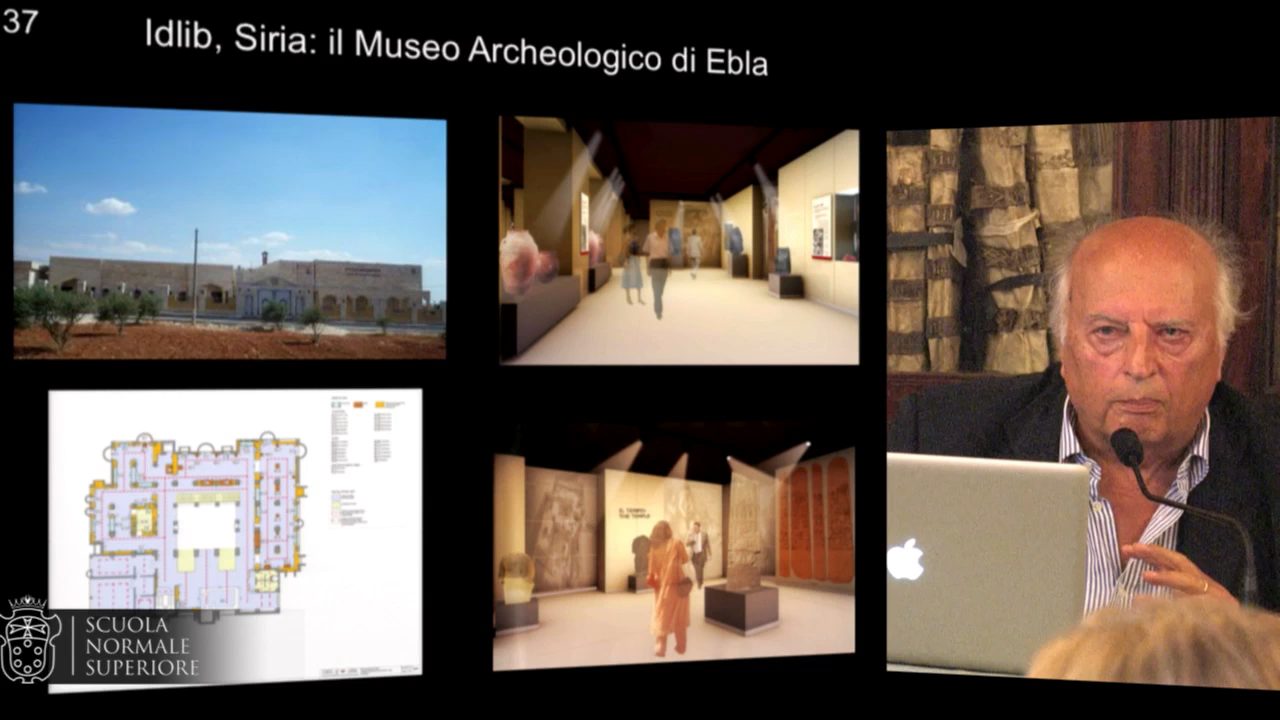 37
Idlib, Siria: il Museo Archeologico di Ebla
IL TEMPIO
THE TEMPLE
SCUOLA
NORMALE
SUPERIORE